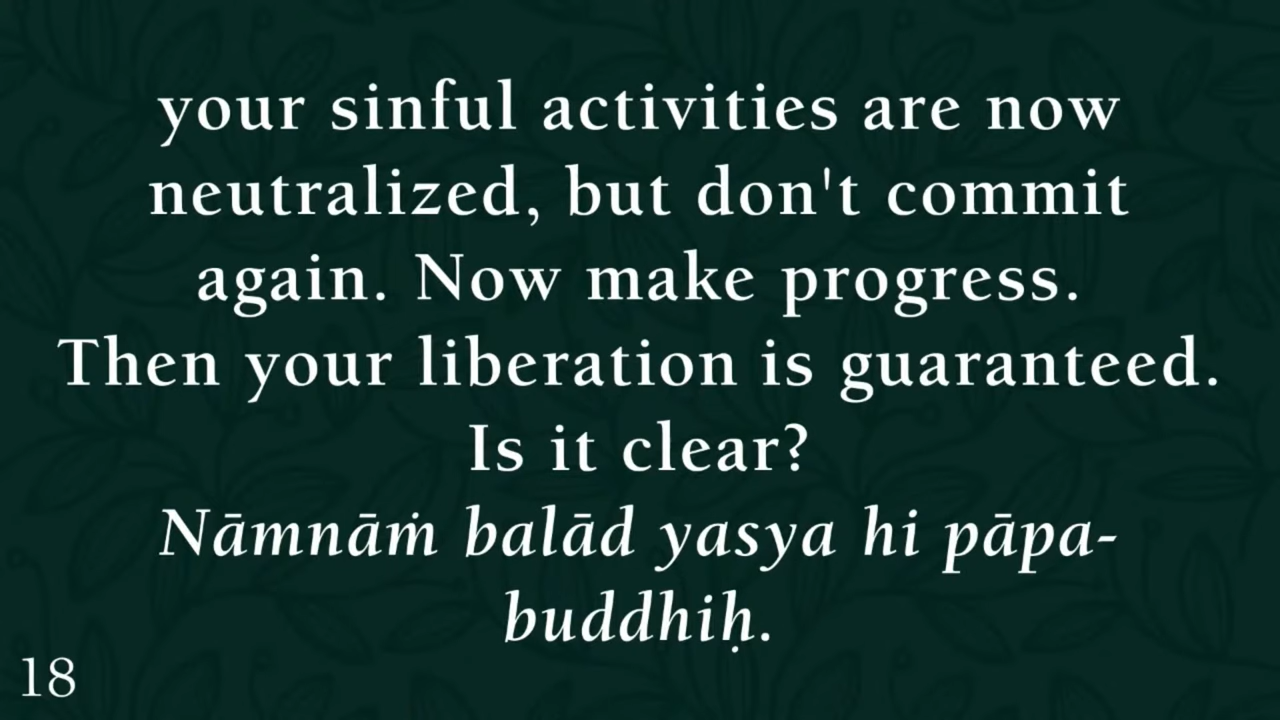 your sinful activities are now
neutralized, but don't commit
again. Now make progress.
Then your liberation is guaranteed.
Is it clear?
Nāmnāṁ balād yasya hi pāpa-
buddhiḥ.
18